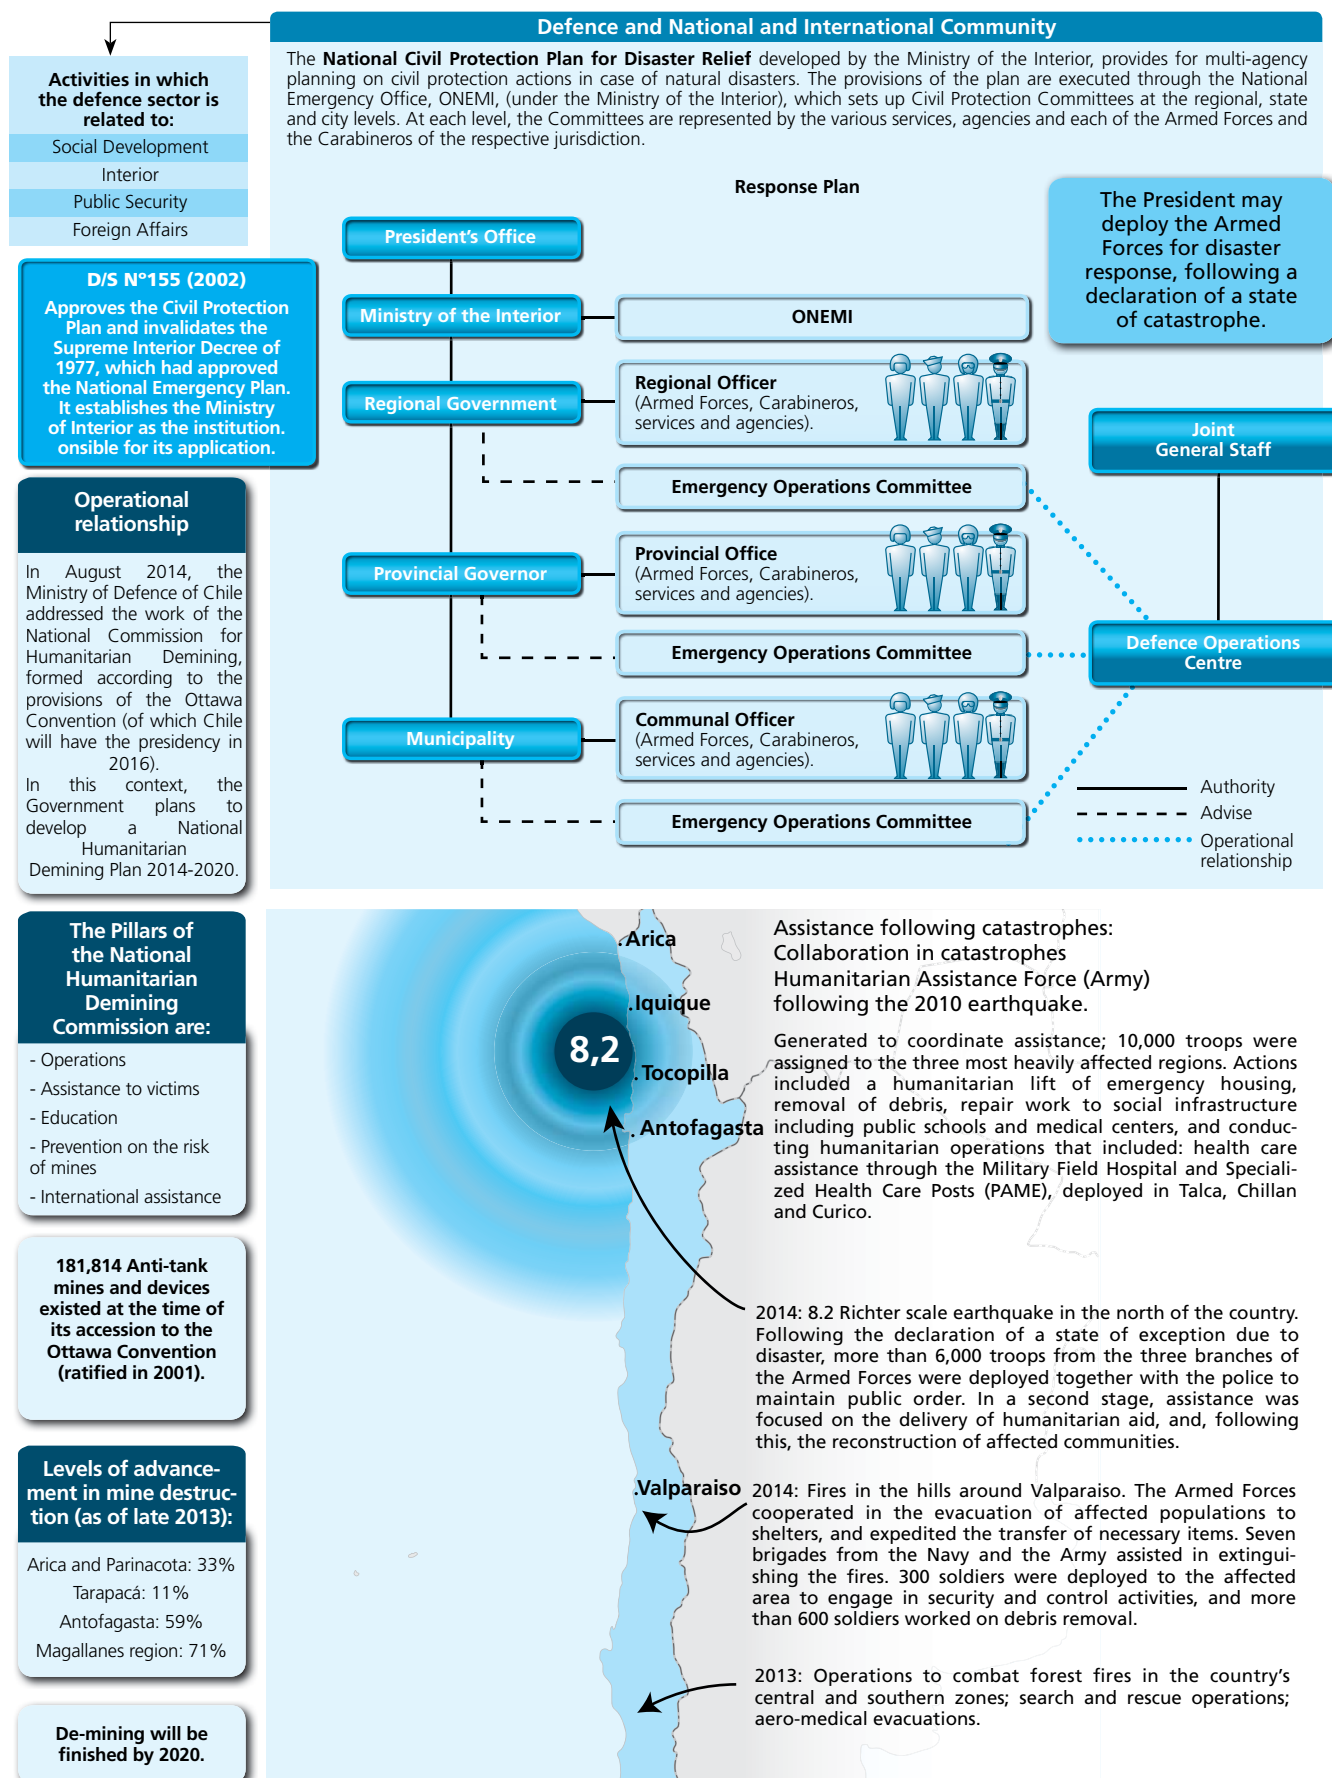 Defence and National and International Community
The National Civil Protection Plan for Disaster Relief developed by the Ministry of the Interior, provides for multi-agency
planning on civil protection actions in case of natural disasters. The provisions of the plan are executed through the National
Emergency Office, ONEMI, (under the Ministry of the Interior), which sets up Civil Protection Committees at the regional, state
and city levels. At each level, the Committees are represented by the various services, agencies and each of the Armed Forces and
the Carabineros of the respective jurisdiction.
Activities in which
the defence sector is
related to:
Social Development
Interior
Public Security
Foreign Affairs
D/S Nº155 (2002)
Approves the Civil Protection
Plan and invalidates the
Supreme Interior Decree of
1977, which had approved
the National Emergency Plan.
It establishes the Ministry
of Interior as the institution.
onsible for its application.
Response Plan
President's Office
Ministry of the Interior
ONEMI
Regional Government
Regional Officer
(Armed Forces, Carabineros,
services and agencies).
Emergency Operations Committee
Provincial Governor
Provincial Office
(Armed Forces, Carabineros,
services and agencies).
Emergency Operations Committee
Municipality
Communal Officer
(Armed Forces, Carabineros,
services and agencies).
Emergency Operations Committee
The President may
deploy the Armed
Forces for disaster
response, following a
declaration of a state
of catastrophe.
Joint
General Staff
Defence Operations
Centre
Authority
Advise
Operational
relationship
Operational
relationship
In August 2014, the
Ministry of Defence of Chile
addressed the work of the
National Commission for
Humanitarian Demining,
formed according to the
provisions of the Ottawa
Convention (of which Chile
will have the presidency in
2016).
In this context, the
Government plans to
develop a National
Humanitarian
Demining Plan 2014-2020.
The Pillars of
the National
Humanitarian
Demining
Commission are:
- Operations
- Assistance to victims
- Education
- Prevention on the risk
of mines
- International assistance
181,814 Anti-tank
mines and devices
existed at the time of
its accession to the
Ottawa Convention
(ratified in 2001).
Levels of advance-
ment in mine destruc-
tion (as of late 2013):
Arica and Parinacota: 33%
Tarapacá: 11%
Antofagasta: 59%
Magallanes region: 71%
De-mining will be
finished by 2020.
Arica
Iquique
8,2
Tocopilla
Antofagasta
Valparaiso
Assistance following catastrophes:
Collaboration in catastrophes
Humanitarian Assistance Force (Army)
following the 2010 earthquake.
Generated to coordinate assistance; 10,000 troops were
assigned to the three most heavily affected regions. Actions
included a humanitarian lift of emergency housing,
removal of debris, repair work to social infrastructure
including public schools and medical centers, and conduc-
ting humanitarian operations that included: health care
assistance through the Military Field Hospital and Speciali-
zed Health Care Posts (PAME), deployed in Talca, Chillan
and Curico.
2014: 8.2 Richter scale earthquake in the north of the country.
Following the declaration of a state of exception due to
disaster, more than 6,000 troops from the three branches of
the Armed Forces were deployed together with the police to
maintain public order. In a second stage, assistance was
focused on the delivery of humanitarian aid, and, following
this, the reconstruction of affected communities.
2014: Fires in the hills around Valparaiso. The Armed Forces
cooperated in the evacuation of affected populations to
shelters, and expedited the transfer of necessary items. Seven
brigades from the Navy and the Army assisted in extingui-
shing the fires. 300 soldiers were deployed to the affected
area to engage in security and control activities, and more
than 600 soldiers worked on debris removal.
2013: Operations to combat forest fires in the country's
central and southern zones; search and rescue operations;
aero-medical evacuations.